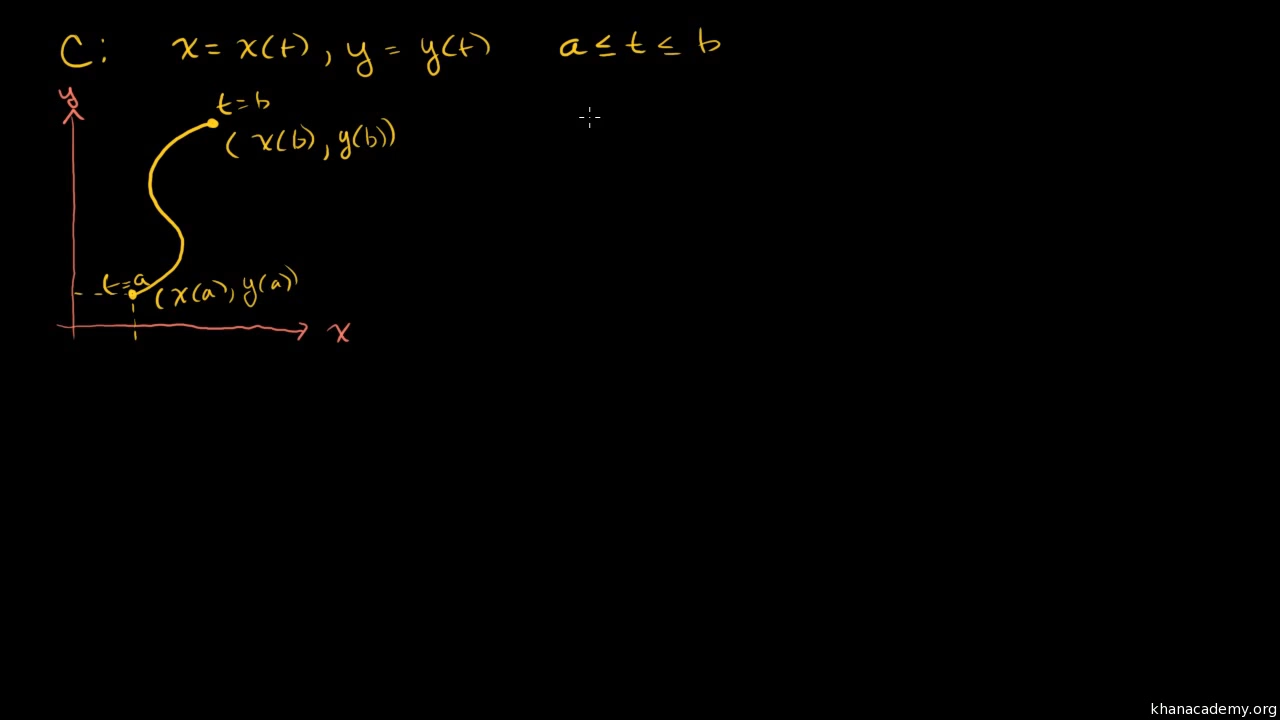 C: x = x(t), y = y(t) a ≤ t ≤ b
y
t = b
(x(b), y(b))
t = a
(x(a), y(a))
x
khanacademy.org